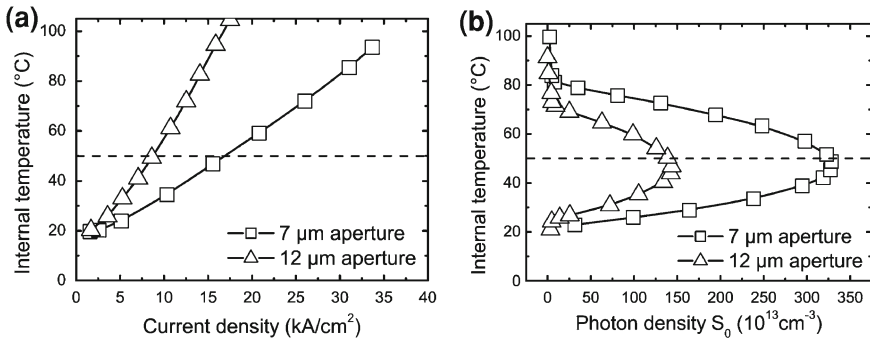 (a)
Internal temperature (°C)
100
80
60
40
20
0
0 5 10 15 20 25 30 35 40
Current density (kA/cm²)
7 µm aperture
12 µm aperture
(b)
Internal temperature (°C)
100
80
60
40
20
0
0 50 100 150 200 250 300 350
Photon density S₀ (10¹³cm⁻³)
7 µm aperture
12 µm aperture